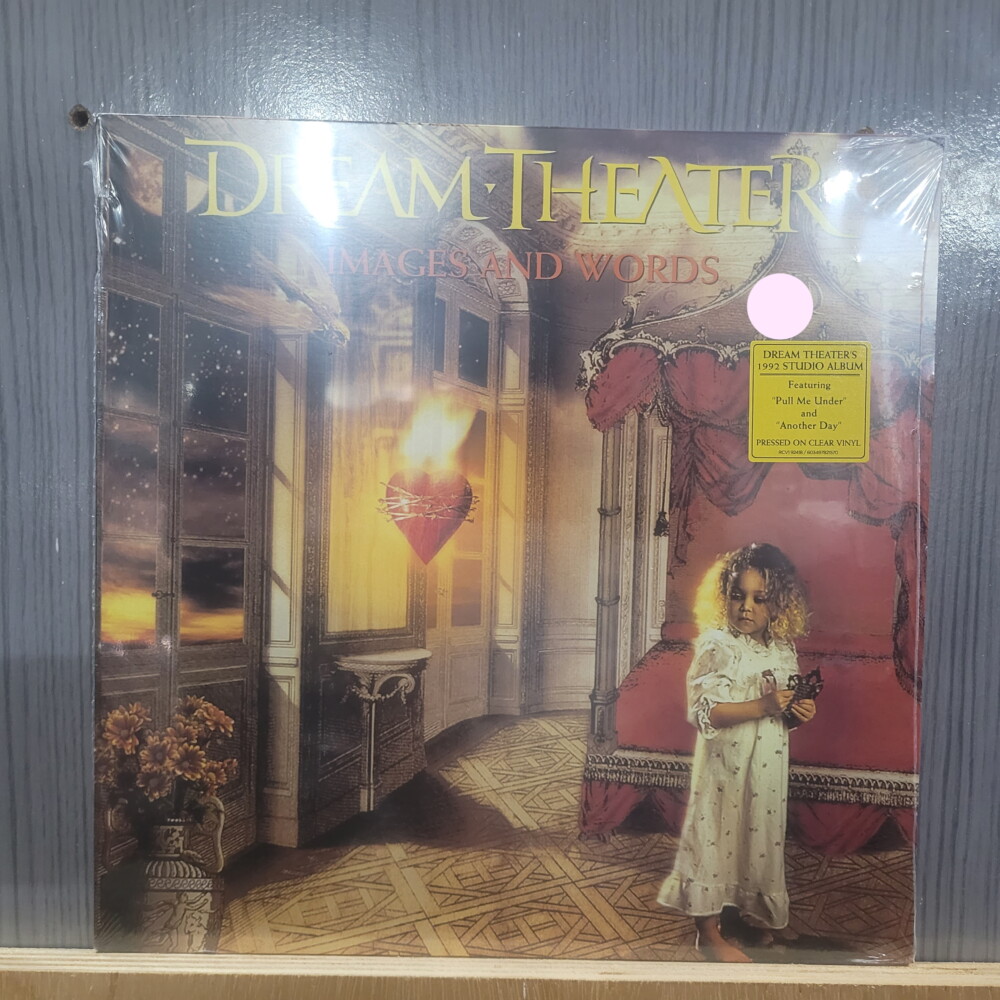 DREAM·THEATER
IMAGES AND WORDS
DREAM THEATER'S
1992 STUDIO ALBUM
Featuring
"Pull Me Under"
and
"Another Day"
PRESSED ON CLEAR VINYL